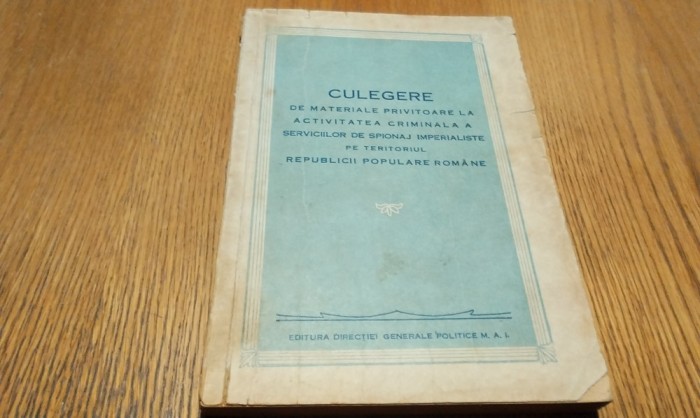 CULEGERE
DE MATERIALE PRIVITOARE LA
ACTIVITATEA CRIMINALA A
SERVICIILOR DE SPIONAJ IMPERIALISTE
PE TERITORIUL
REPUBLICII POPULARE ROMÂNE
EDITURA DIRECȚIEI GENERALE POLITICE M. A. I.